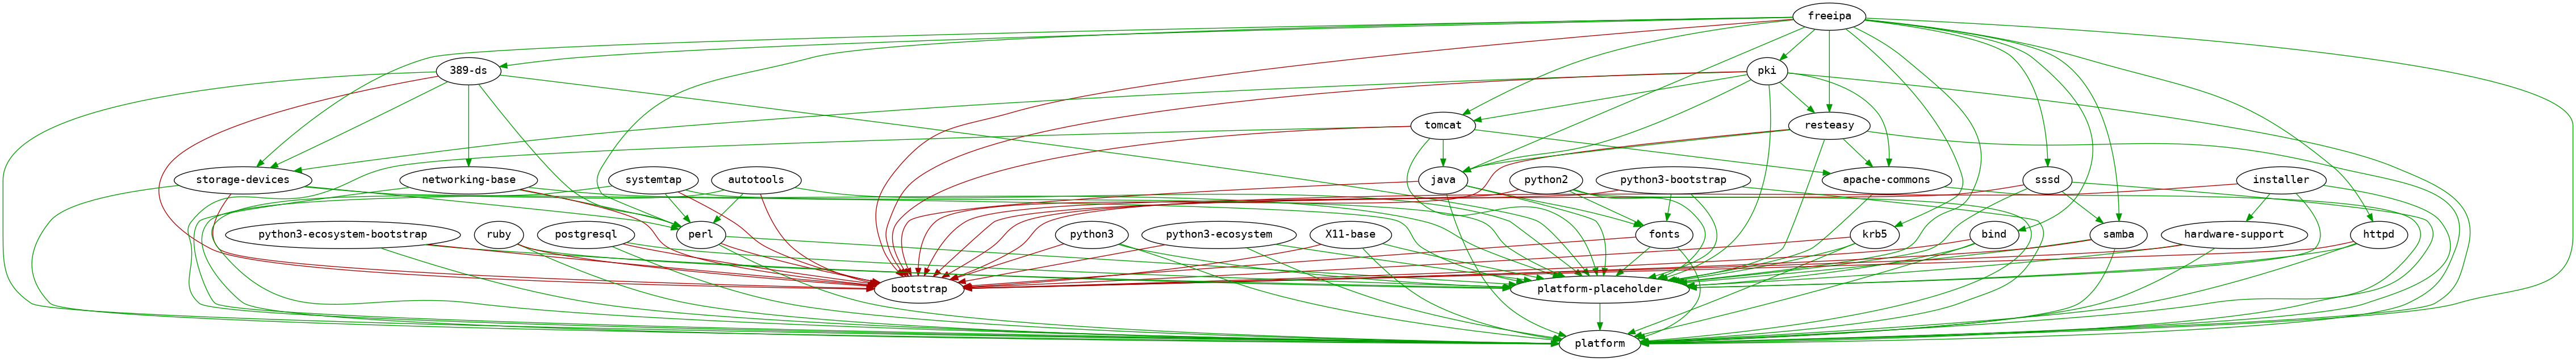 freeipa
389-ds
pki
tomcat
resteasy
storage-devices
networking-base
systemtap
autotools
java
python2
python3-bootstrap
apache-commons
sssd
installer
python3-ecosystem-bootstrap
ruby
postgresql
perl
python3
python3-ecosystem
X11-base
fonts
krb5
bind
samba
hardware-support
httpd
bootstrap
platform-placeholder
platform